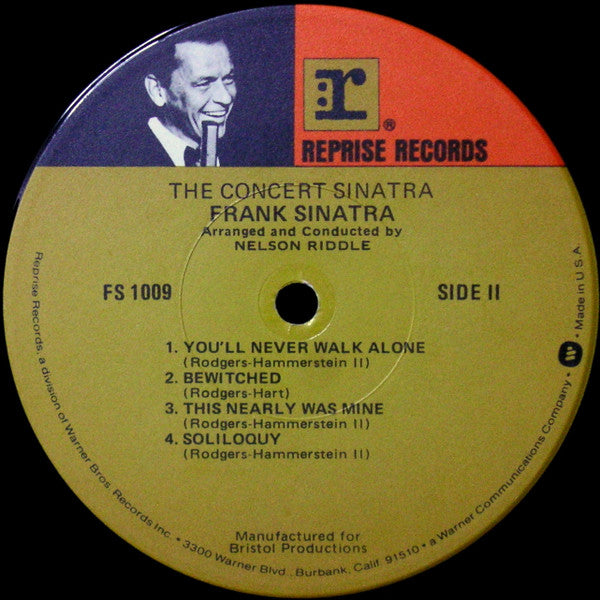 r
®
REPRISE RECORDS
THE CONCERT SINATRA
FRANK SINATRA
Arranged and Conducted by
NELSON RIDDLE
FS 1009
SIDE II
1. YOU'LL NEVER WALK ALONE
(Rodgers-Hammerstein II)
2. BEWITCHED
(Rodgers-Hart)
3. THIS NEARLY WAS MINE
(Rodgers-Hammerstein II)
4. SOLILOQUY
(Rodgers-Hammerstein II)
Manufactured for
Bristol Productions
Reprise Records, a division of Warner Bros. Records Inc. • 3300 Warner Blvd., Burbank, Calif. 91510 • a Warner Communications Company. • Made in U.S.A.